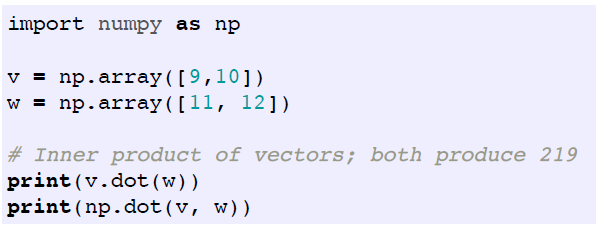 import numpy as np
v = np.array([9,10])
w = np.array([11, 12])
# Inner product of vectors; both produce 219
print(v.dot(w))
print(np.dot(v, w))